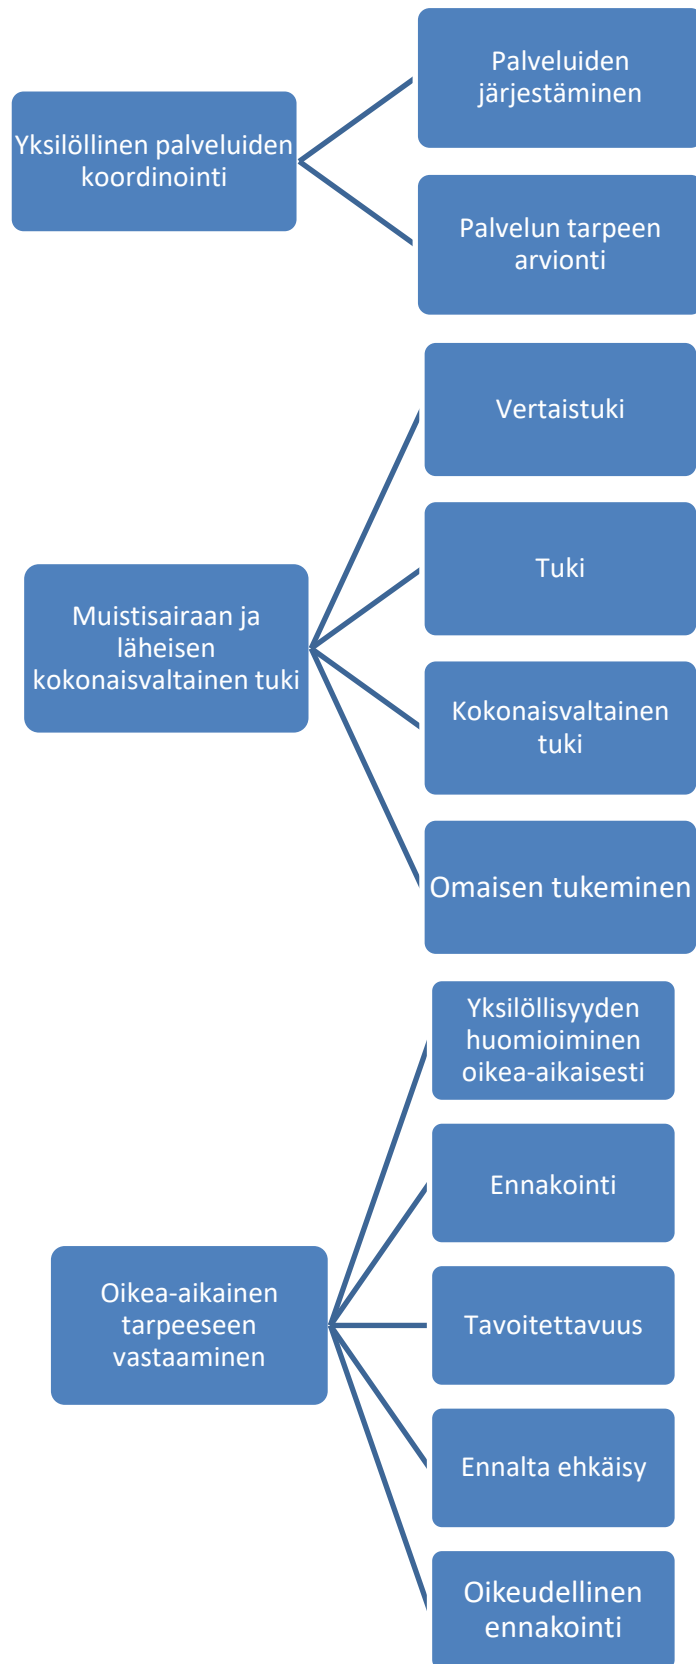 Yksilöllinen palveluiden
koordinointi
Palveluiden
järjestäminen
Palvelun tarpeen
arvionti
Muistisairaan ja
läheisen
kokonaisvaltainen tuki
Vertaistuki
Tuki
Kokonaisvaltainen
tuki
Omaisen tukeminen
Oikea-aikainen
tarpeeseen
vastaaminen
Yksilöllisyyden
huomioiminen
oikea-aikaisesti
Ennakointi
Tavoitettavuus
Ennalta ehkäisy
Oikeudellinen
ennakointi